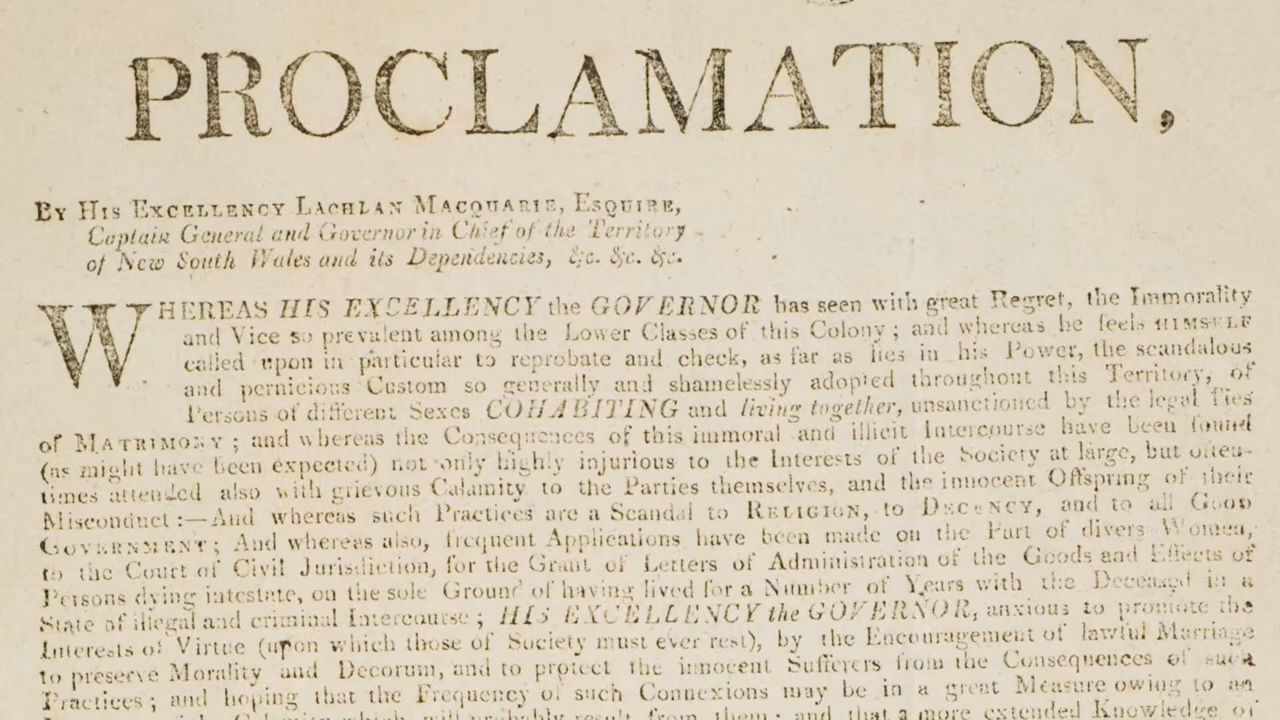 PROCLAMATION,
BY HIS EXCELLENCY LACHLAN MACQUARIE, ESQUIRE,
Captain General and Governor in Chief of the Territory
of New South Wales and its Dependencies, &c. &c. &c.
WHEREAS HIS EXCELLENCY the GOVERNOR has seen with great Regret, the Immorality
and Vice so prevalent among the Lower Classes of this Colony; and whereas he feels HIMSELF
called upon in particular to reprobate and check, as far as lies in his Power, the scandalous
and pernicious Custom so generally and shamelessly adopted throughout this Territory, of
Persons of different Sexes COHABITING and living together, unsanctioned by the legal Ties
of MATRIMONY; and whereas the Consequences of this immoral and illicit Intercourse have been found
(as might have been expected) not only highly injurious to the Interests of the Society at large, but often-
times attended also with grievous Calamity to the Parties themselves, and the innocent Offspring of their
Misconduct:—And whereas such Practices are a Scandal to RELIGION, to DECENCY, and to all GOOD
GOVERNMENT; And whereas also, frequent Applications have been made on the Part of divers Women,
to the Court of Civil Jurisdiction, for the Grant of Letters of Administration of the Goods and Effects of
Persons dying intestate, on the sole Ground of having lived for a Number of Years with the Deceased in a
State of illegal and criminal Intercourse; HIS EXCELLENCY the GOVERNOR, anxious to promote the
Interests of Virtue (upon which those of Society must ever rest), by the Encouragement of lawful Marriage
to preserve Morality and Decorum, and to protect the innocent Sufferers from the Consequences of such
Practices; and hoping that the Frequency of such Connexions may be in a great Measure owing to an
Calamity which will probably result from them; and that a more extended Knowledge of